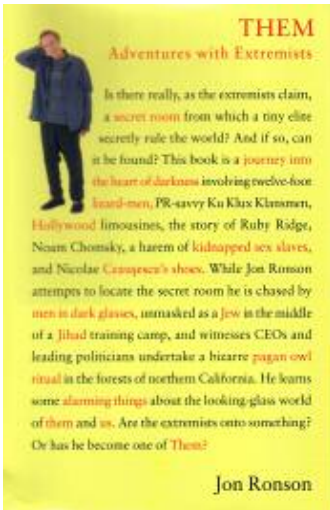 THEM
Adventures with Extremists
Is there really, as the extremists claim,
a secret room from which a tiny elite
secretly rule the world? And if so, can
it be found? This book is a journey into
the heart of darkness involving twelve-foot
lizard-men, PR-savvy Ku Klux Klansmen,
Hollywood limousines, the story of Ruby Ridge,
Noam Chomsky, a harem of kidnapped sex slaves,
and Nicolae Ceauşescu's shoes. While Jon Ronson
attempts to locate the secret room he is chased by
men in dark glasses, unmasked as a Jew in the middle
of a Jihad training camp, and witnesses CEOs and
leading politicians undertake a bizarre pagan owl
ritual in the forests of northern California. He learns
some alarming things about the looking-glass world
of them and us. Are the extremists onto something?
Or has he become one of Them?
Jon Ronson